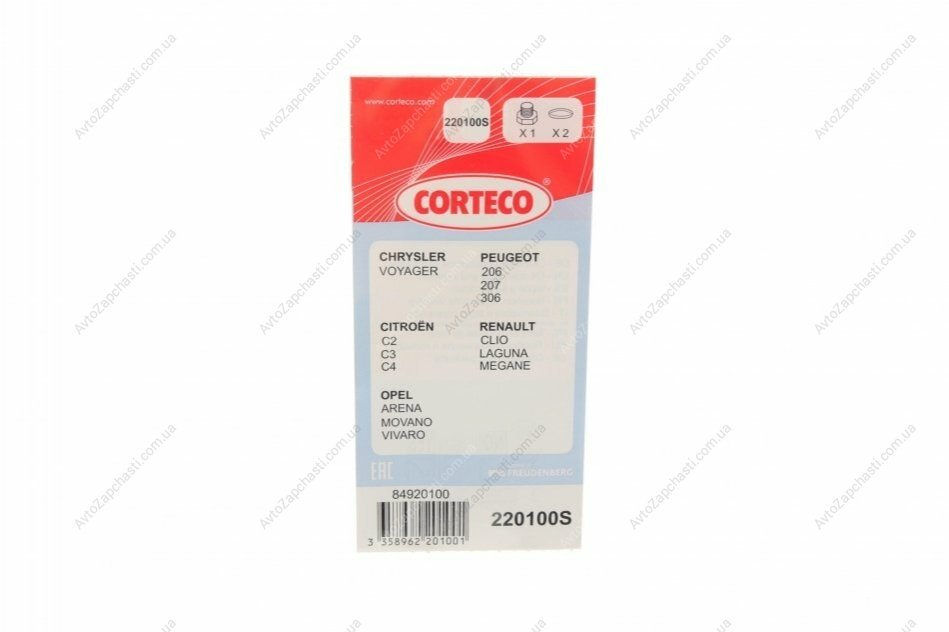 www.corteco.com
220100S
X 1 X 2
CORTECO®
CHRYSLER
VOYAGER
PEUGEOT
206
207
306
CITROËN
C2
C3
C4
RENAULT
CLIO
LAGUNA
MEGANE
OPEL
ARENA
MOVANO
VIVARO
EAC
FREUDENBERG
84920100
220100S
3 358962 201001
AvtoZapchasti.com.ua